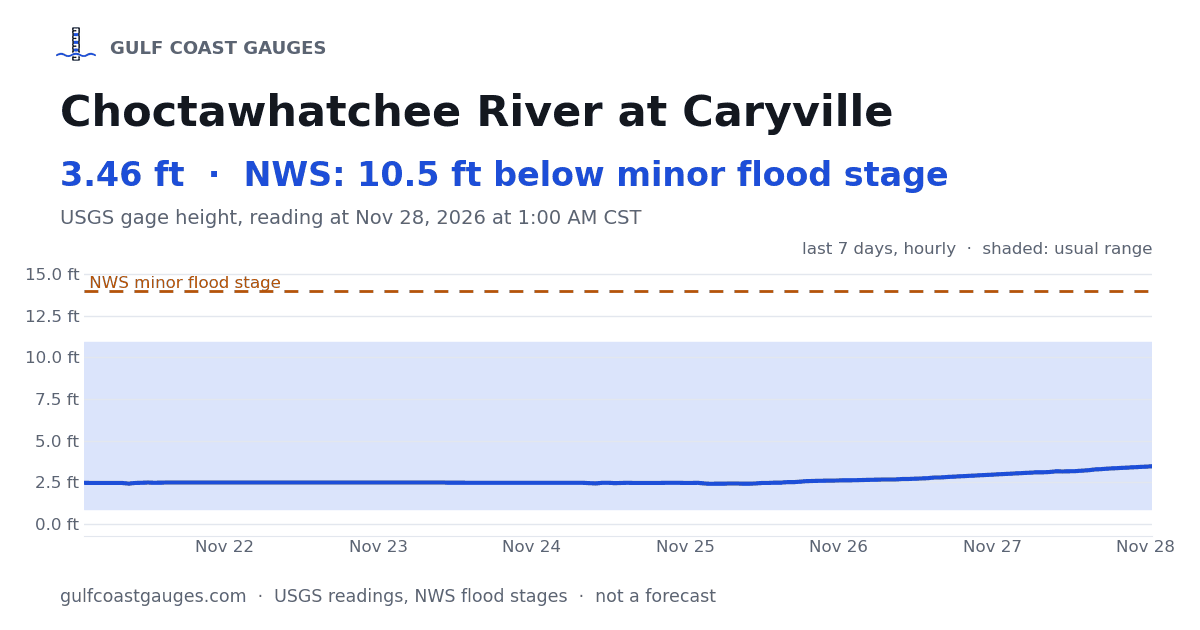 GULF COAST GAUGES
Choctawhatchee River at Caryville
3.46 ft · NWS: 10.5 ft below minor flood stage
USGS gage height, reading at Nov 28, 2026 at 1:00 AM CST
last 7 days, hourly · shaded: usual range
15.0 ft
NWS minor flood stage
12.5 ft
10.0 ft
7.5 ft
5.0 ft
2.5 ft
0.0 ft
Nov 22 Nov 23 Nov 24 Nov 25 Nov 26 Nov 27 Nov 28
gulfcoastgauges.com · USGS readings, NWS flood stages · not a forecast